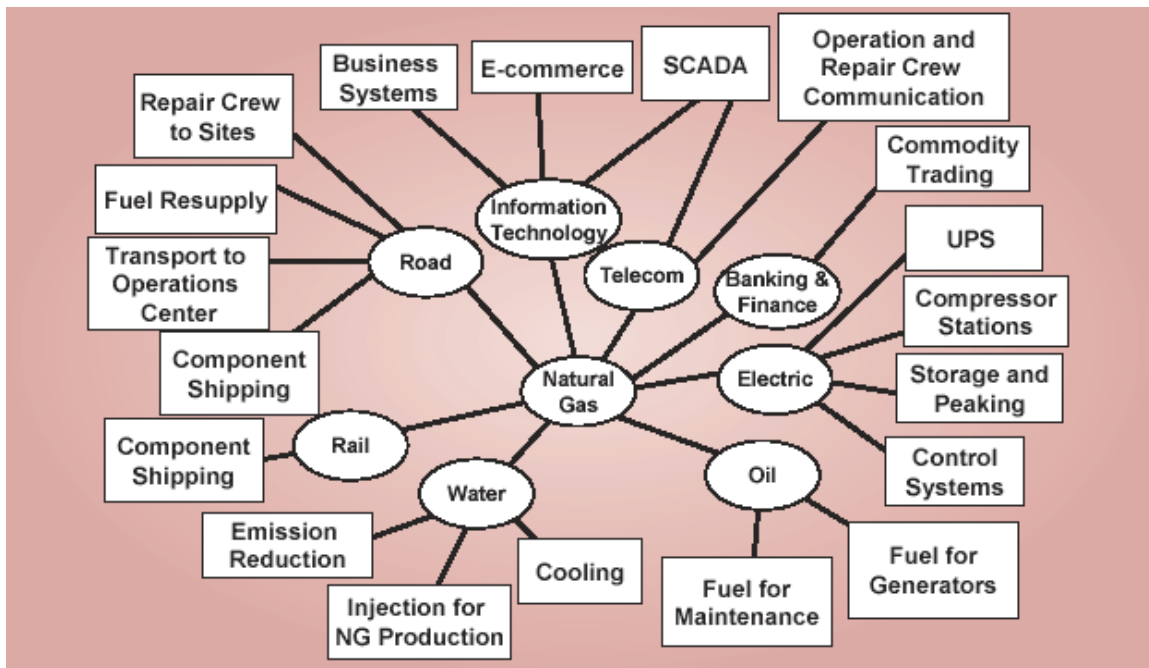 Business
Systems
E-commerce
SCADA
Operation and
Repair Crew
Communication
Repair Crew
to Sites
Commodity
Trading
Fuel Resupply
Information
Technology
UPS
Transport to
Operations
Center
Road
Telecom
Banking &
Finance
Compressor
Stations
Component
Shipping
Natural
Gas
Electric
Storage and
Peaking
Component
Shipping
Rail
Water
Oil
Control
Systems
Emission
Reduction
Cooling
Injection for
NG Production
Fuel for
Maintenance
Fuel for
Generators